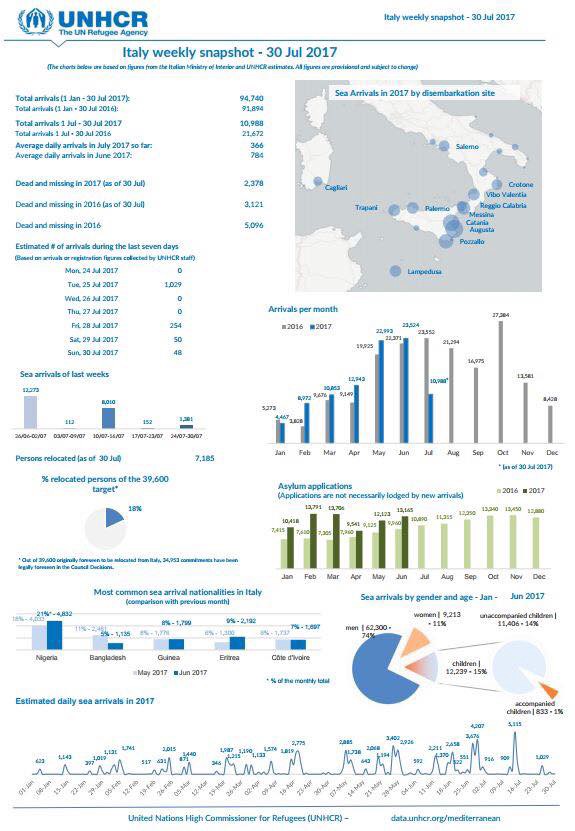 UNHCR
The UN Refugee Agency
Italy weekly snapshot - 30 Jul 2017
Italy weekly snapshot - 30 Jul 2017
(The charts below are based on figures from the Italian Ministry of Interior and UNHCR estimates. All figures are provisional and subject to change)
Total arrivals (1 Jan - 30 Jul 2017): 94,740
Total arrivals (1 Jan - 30 Jul 2016): 91,894
Total arrivals 1 Jul - 30 Jul 2017 10,988
Total arrivals 1 Jul - 30 Jul 2016 21,672
Average daily arrivals in July 2017 so far: 366
Average daily arrivals in June 2017: 784
Dead and missing in 2017 (as of 30 Jul) 2,378
Dead and missing in 2016 (as of 30 Jul) 3,121
Dead and missing in 2016 5,096
Estimated # of arrivals during the last seven days
(Based on arrivals or registration figures collected by UNHCR staff)
Mon, 24 Jul 2017 0
Tue, 25 Jul 2017 1,029
Wed, 26 Jul 2017 0
Thu, 27 Jul 2017 0
Fri, 28 Jul 2017 254
Sat, 29 Jul 2017 50
Sun, 30 Jul 2017 48
Sea Arrivals in 2017 by disembarkation site
Salerno
Cagliari
Crotone
Vibo Valentia
Trapani
Palermo
Reggio Calabria
Messina
Catania
Augusta
Pozzallo
Lampedusa
Sea arrivals of last weeks
12,273 112 8,010 152 1,381
26/06-02/07 03/07-09/07 10/07-16/07 17/07-23/07 24/07-30/07
Arrivals per month
2016 2017
5,273 4,467 3,828 8,972 9,676 10,853 9,149 12,943 19,925 22,993 22,371 23,524 23,552 10,988* 21,294 16,975 27,384 13,581 8,428
Jan Feb Mar Apr May Jun Jul Aug Sep Oct Nov Dec
* (as of 30 Jul 2017)
Persons relocated (as of 30 Jul) 7,185
% relocated persons of the 39,600
target*
18%
* Out of 39,600 originally foreseen to be relocated from Italy, 34,953 commitments have been
legally foreseen in the Council Decisions.
Asylum applications
(Applications are not necessarily lodged by new arrivals)
2016 2017
7,415 10,418 7,610 13,791 7,305 13,706 7,960 9,541 9,125 12,123 9,960 13,165 10,890 11,315 12,250 13,340 13,450 12,880
Jan Feb Mar Apr May Jun Jul Aug Sep Oct Nov Dec
Most common sea arrival nationalities in Italy
(comparison with previous month)
21%* - 4,832
5% - 1,135
8% - 1,776
8% - 1,799
6% - 1,300
9% - 2,192
8% - 1,737
7% - 1,697
Nigeria Bangladesh Guinea Eritrea Côte d'Ivoire
May 2017 Jun 2017
* % of the monthly total
Sea arrivals by gender and age - Jan - Jun 2017
men | 62,300 •
74%
women | 9,213
• 11%
children |
12,239 • 15%
unaccompanied children |
11,406 • 14%
accompanied
children | 833 • 1%
Estimated daily sea arrivals in 2017
623 1,143 397 1,019 1,131 1,741 517 631 2,015 871 1,440 346 1,987 1,215 1,190 1,133 1,574 1,819 2,775 2,885 1,738 643 2,068 1,194 3,402 2,926 592 2,211 1,370 2,658 522 551 3,676 4,207 916 909 5,115 1,029
01-Jan 08-Jan 15-Jan 22-Jan 29-Jan 05-Feb 12-Feb 19-Feb 26-Feb 05-Mar 12-Mar 19-Mar 26-Mar 02-Apr 09-Apr 16-Apr 23-Apr 30-Apr 07-May 14-May 21-May 28-May 04-Jun 11-Jun 18-Jun 25-Jun 02-Jul 09-Jul 16-Jul 23-Jul 30-Jul
United Nations High Commissioner for Refugees (UNHCR) – data.unhcr.org/mediterranean